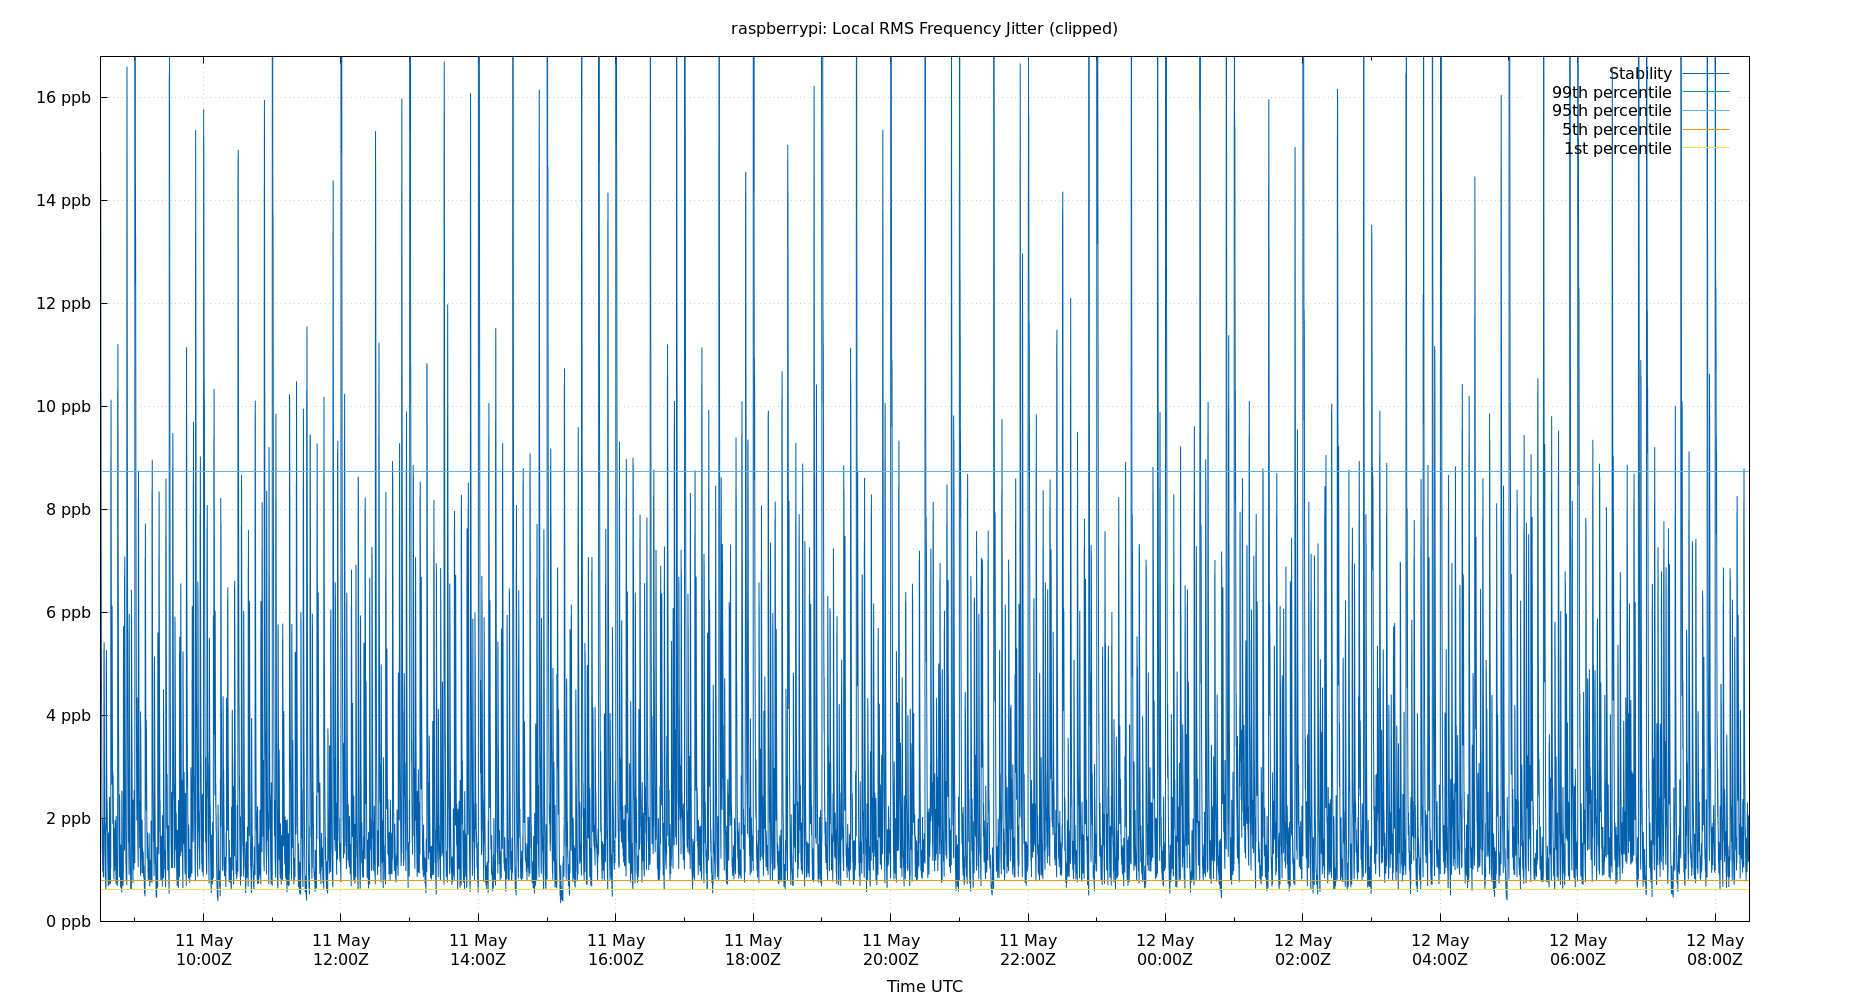 raspberrypi: Local RMS Frequency Jitter (clipped)
Stability
99th percentile
95th percentile
5th percentile
1st percentile
16 ppb
14 ppb
12 ppb
10 ppb
8 ppb
6 ppb
4 ppb
2 ppb
0 ppb
11 May 11 May 11 May 11 May 11 May 11 May 11 May 12 May 12 May 12 May 12 May 12 May
10:00Z 12:00Z 14:00Z 16:00Z 18:00Z 20:00Z 22:00Z 00:00Z 02:00Z 04:00Z 06:00Z 08:00Z
Time UTC